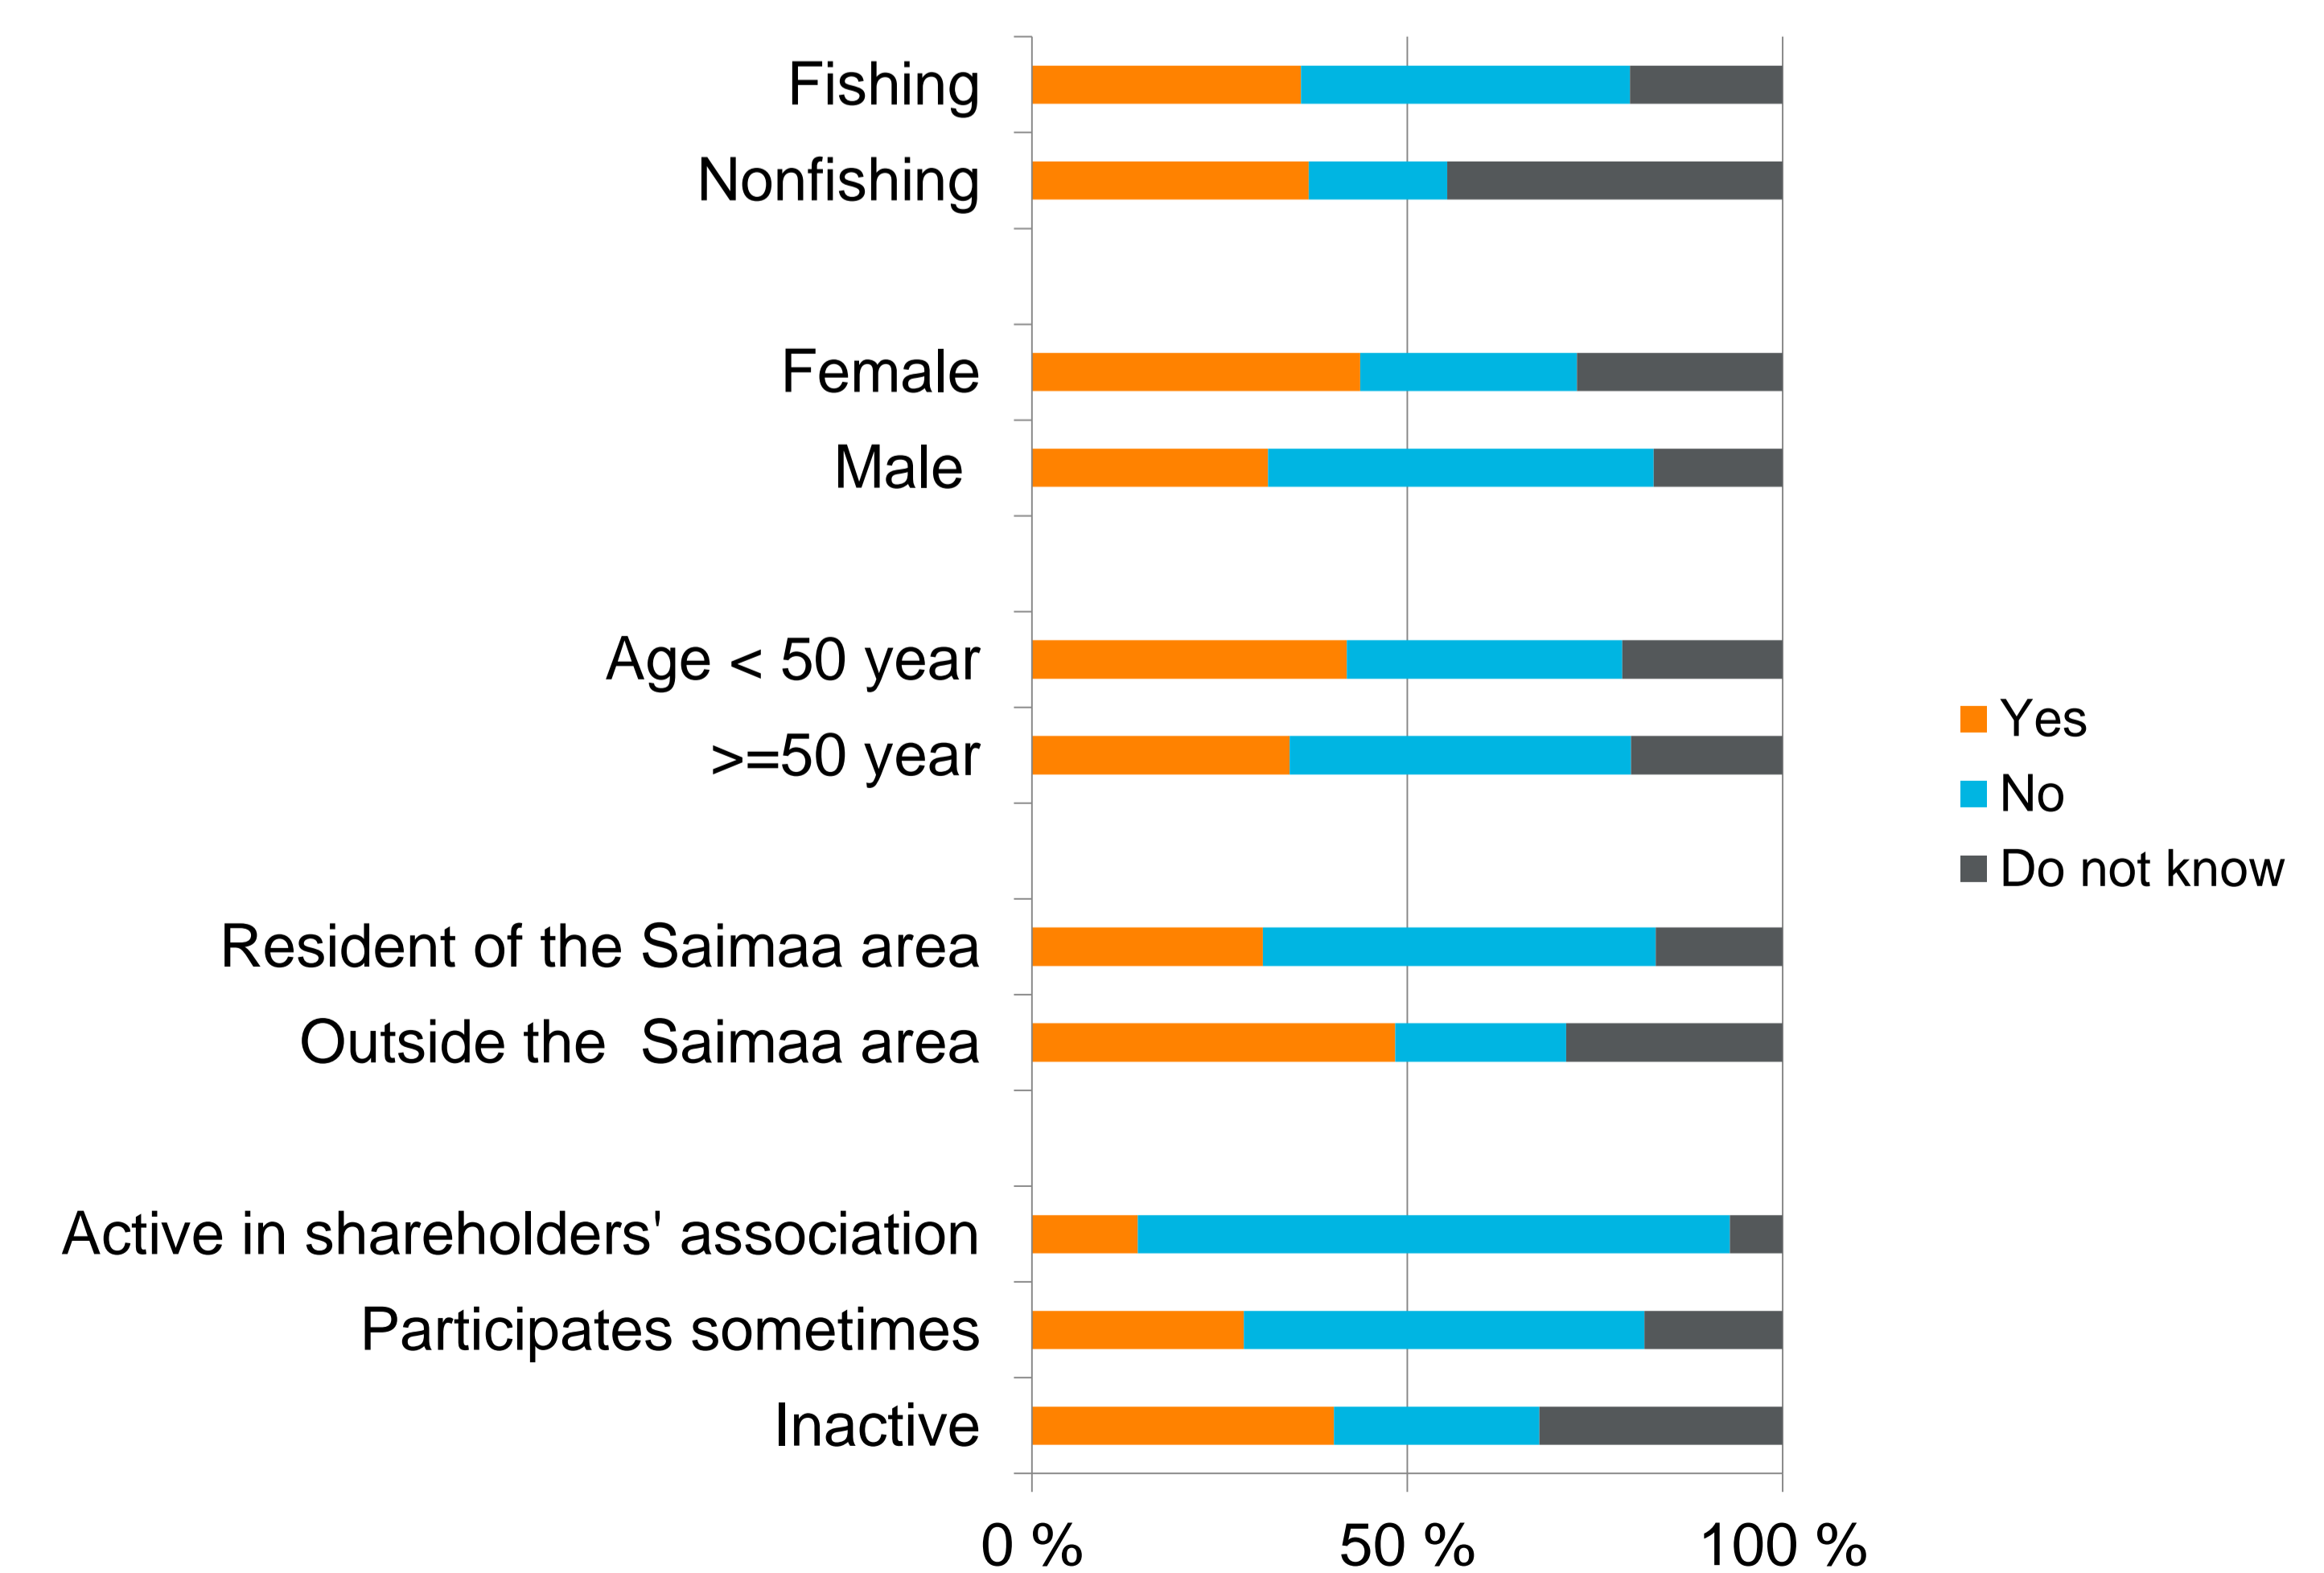 Fishing
Nonfishing
Female
Male
Age < 50 year
>=50 year
Resident of the Saimaa area
Outside the Saimaa area
Active in shareholders' association
Participates sometimes
Inactive
0 %
50 %
100 %
Yes
No
Do not know